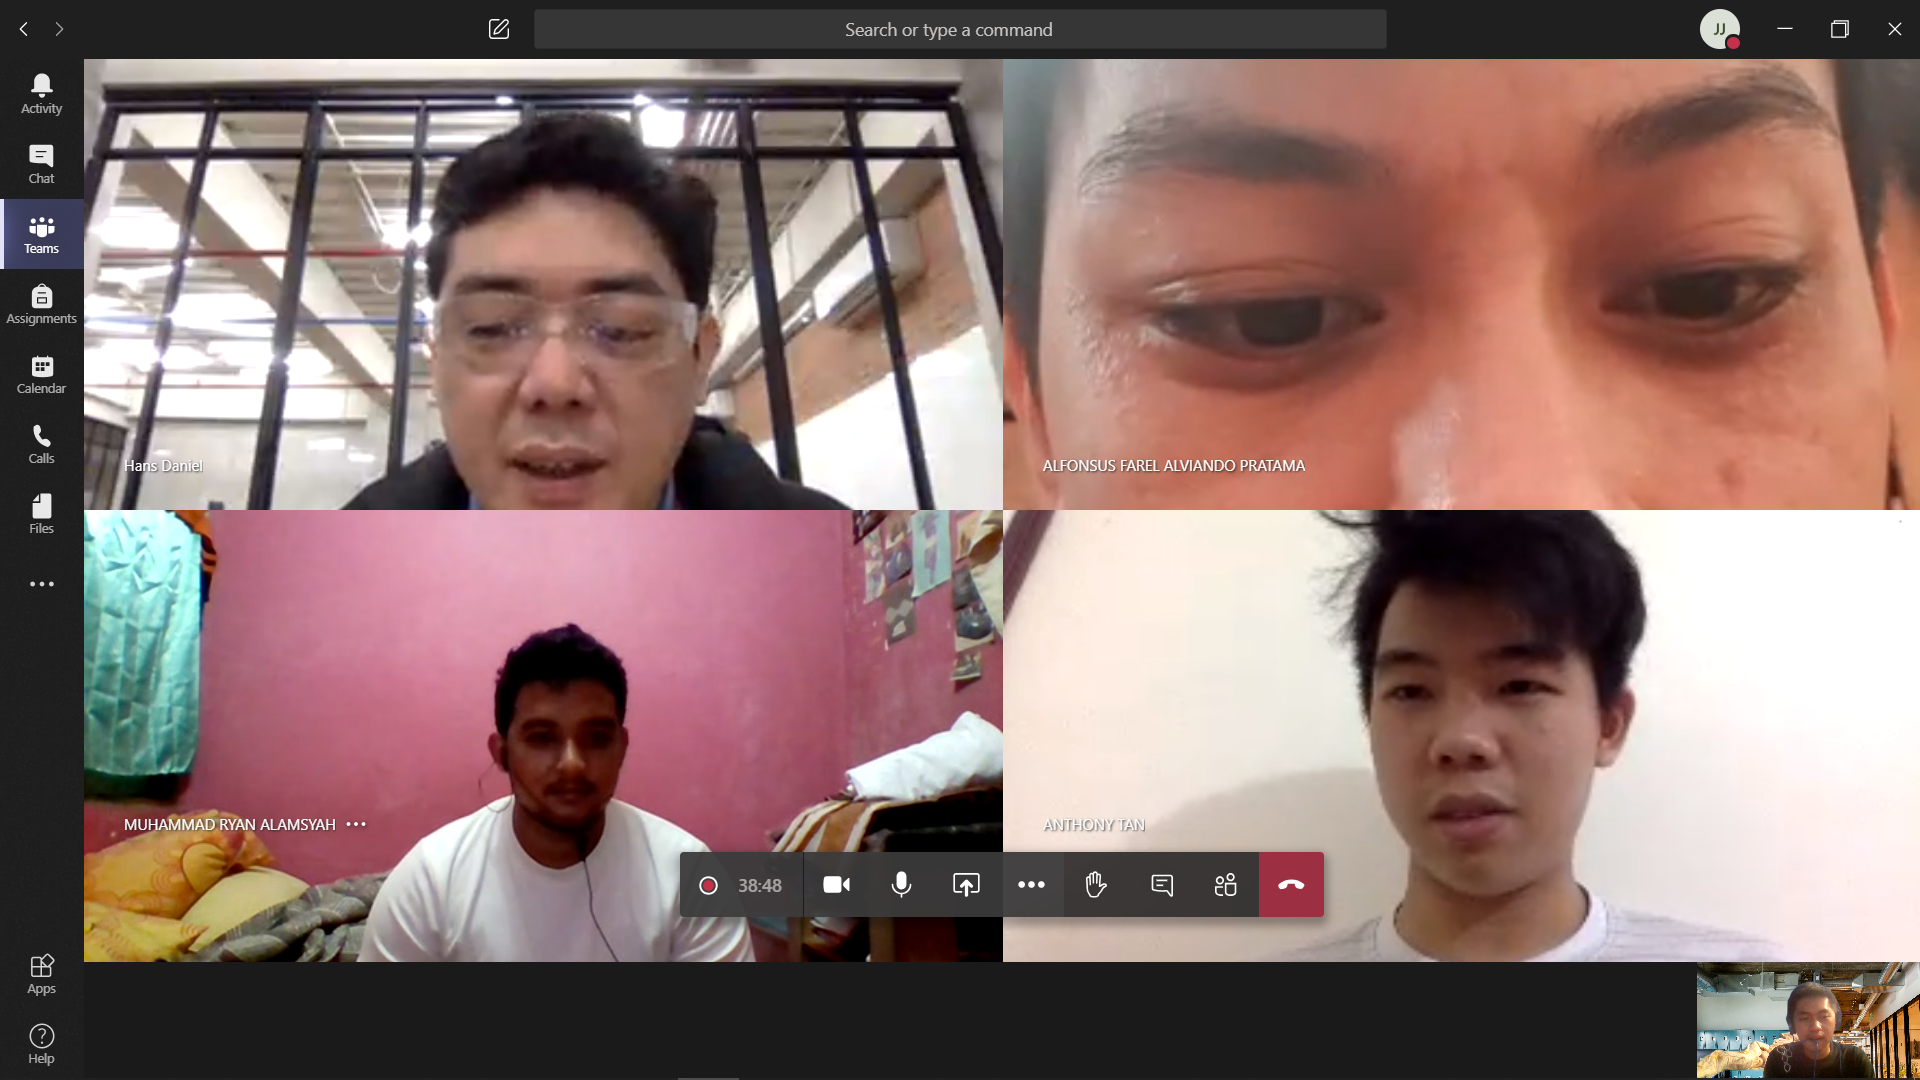 Search or type a command
JJ
Activity
Chat
Teams
Assignments
Calendar
Calls
Files
Apps
Help
Hans Daniel
ALFONSUS FAREL ALVIANDO PRATAMA
MUHAMMAD RYAN ALAMSYAH
ANTHONY TAN
38:48